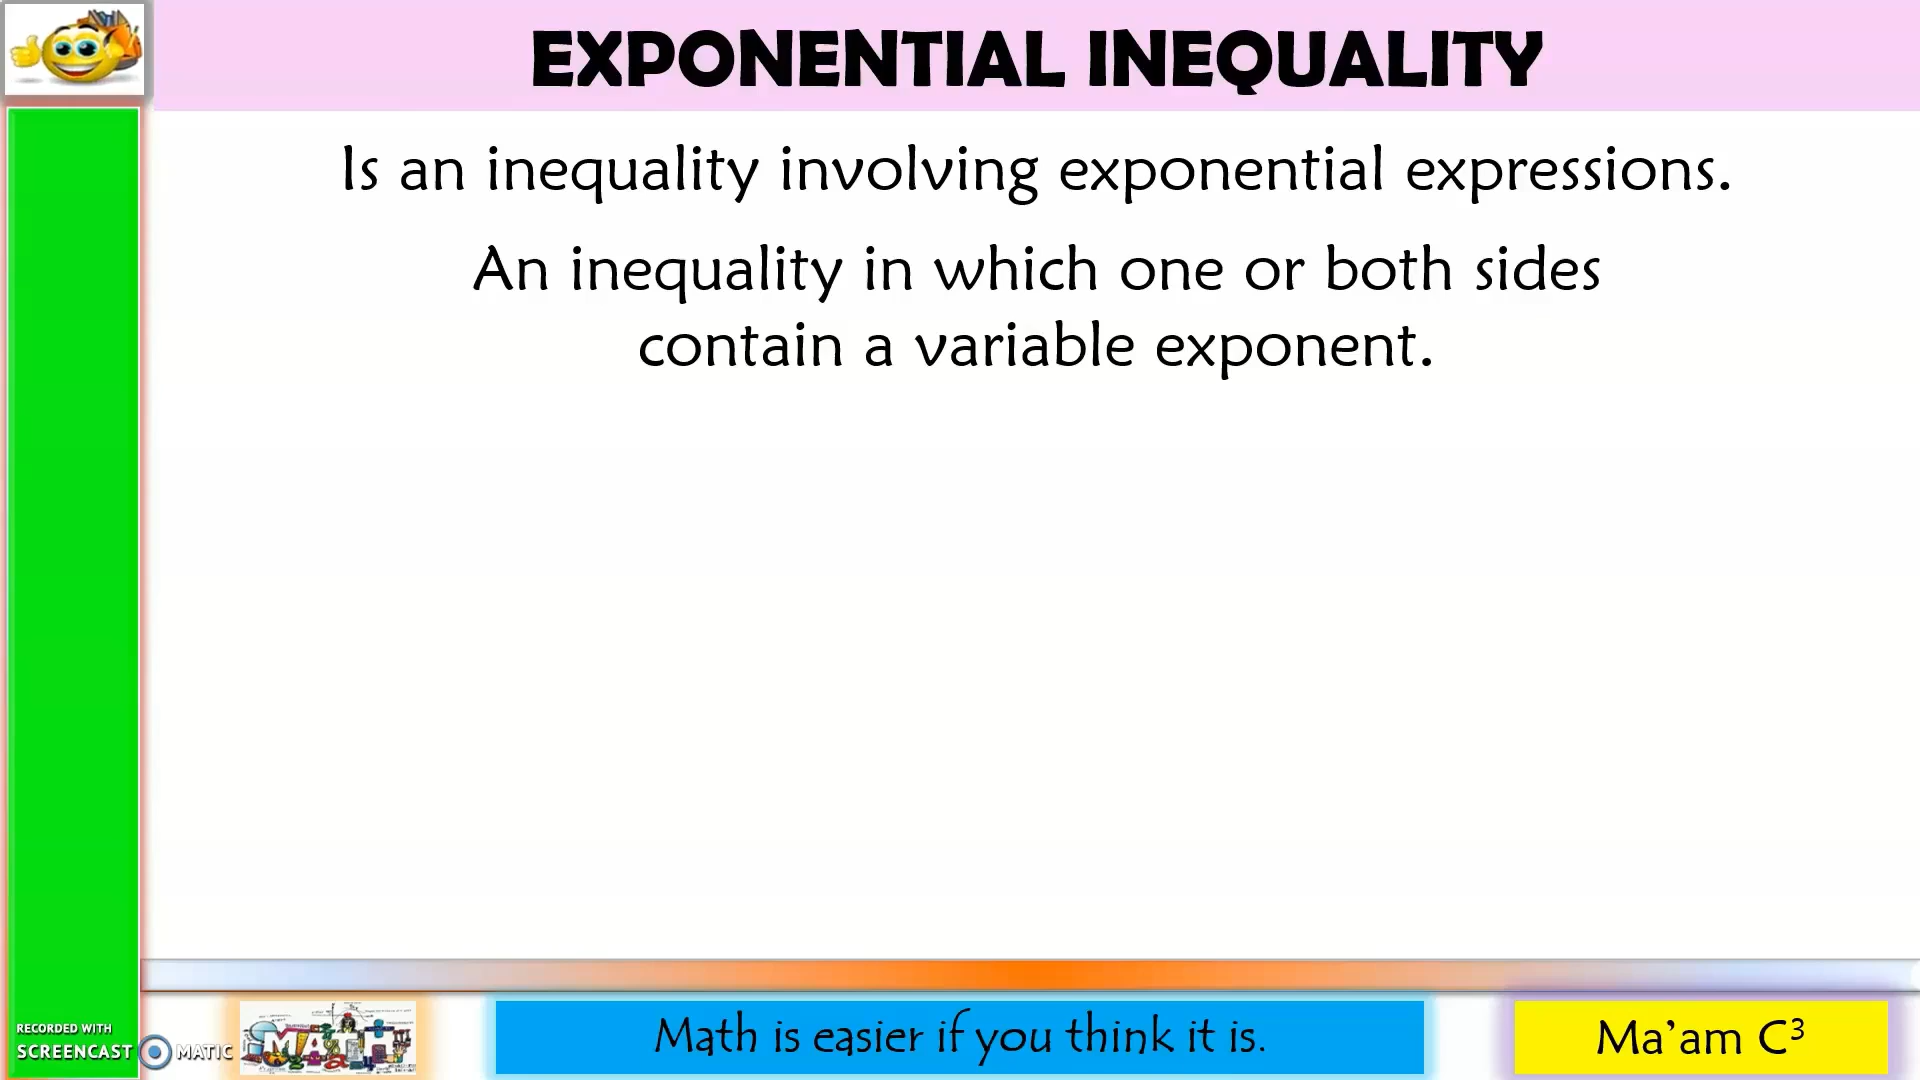 EXPONENTIAL INEQUALITY
Is an inequality involving exponential expressions.
An inequality in which one or both sides
contain a variable exponent.
RECORDED WITH
SCREENCAST MATIC
MATH
Math is easier if you think it is.
Ma'am C³